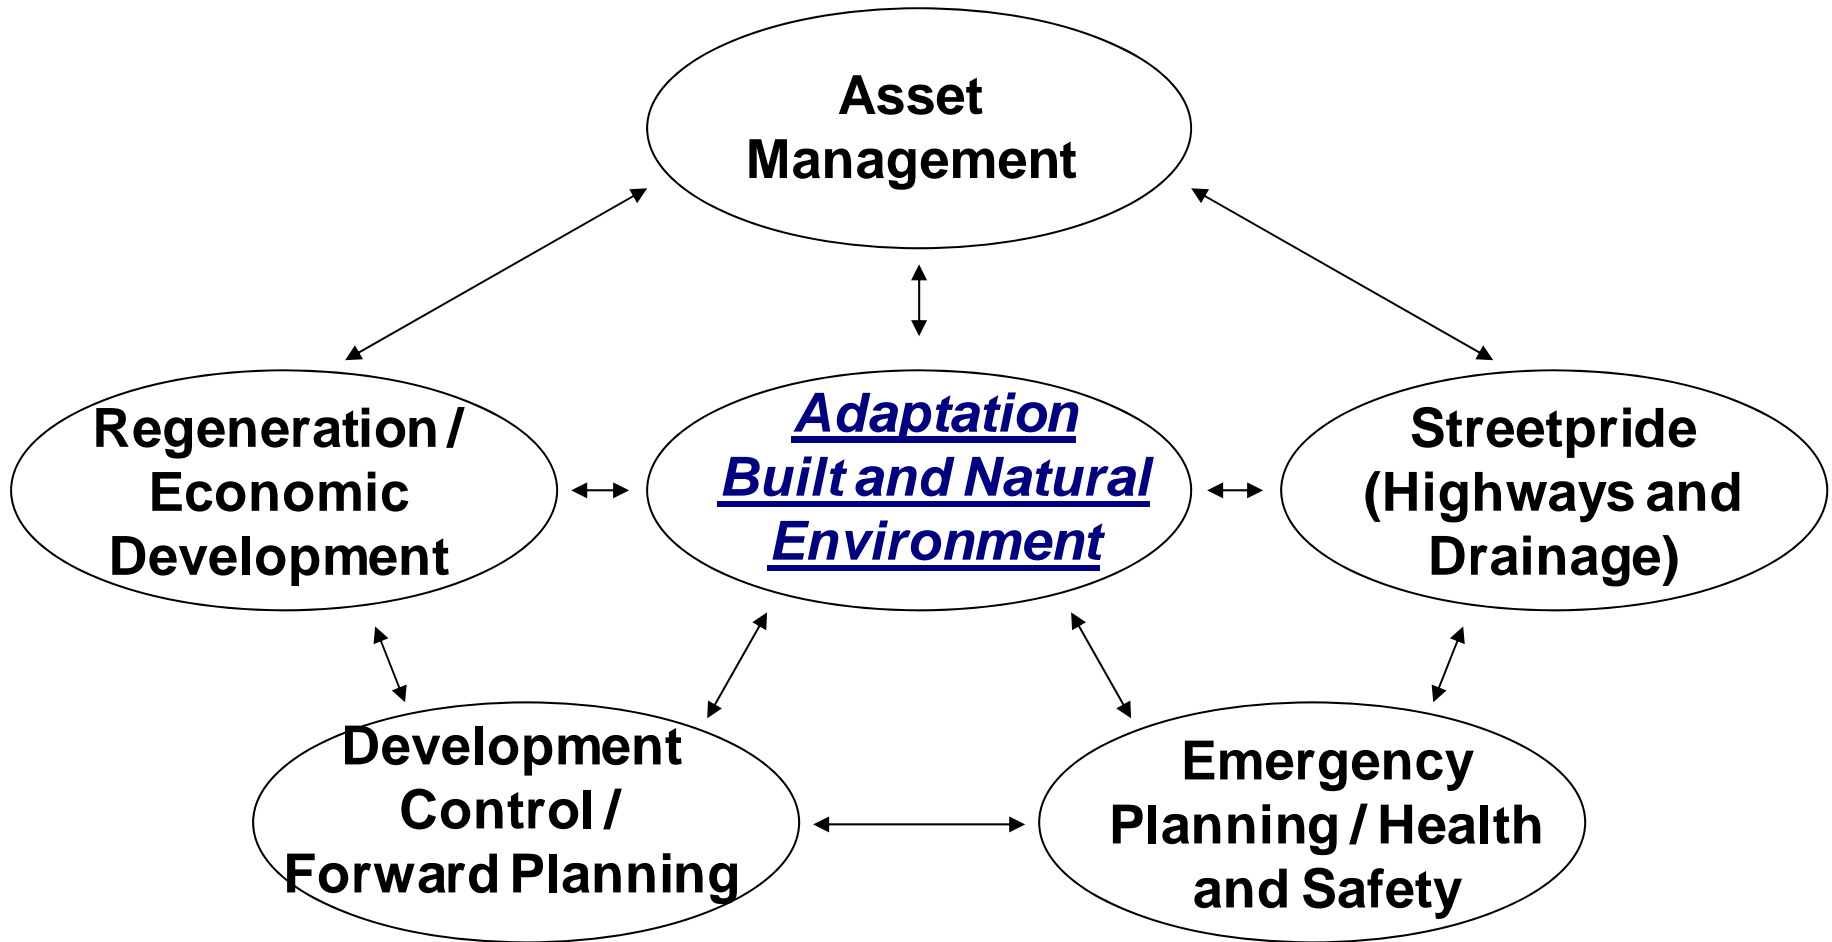 Asset
Management
Regeneration /
Economic
Development
Adaptation
Built and Natural
Environment
Streetpride
(Highways and
Drainage)
Development
Control /
Forward Planning
Emergency
Planning / Health
and Safety